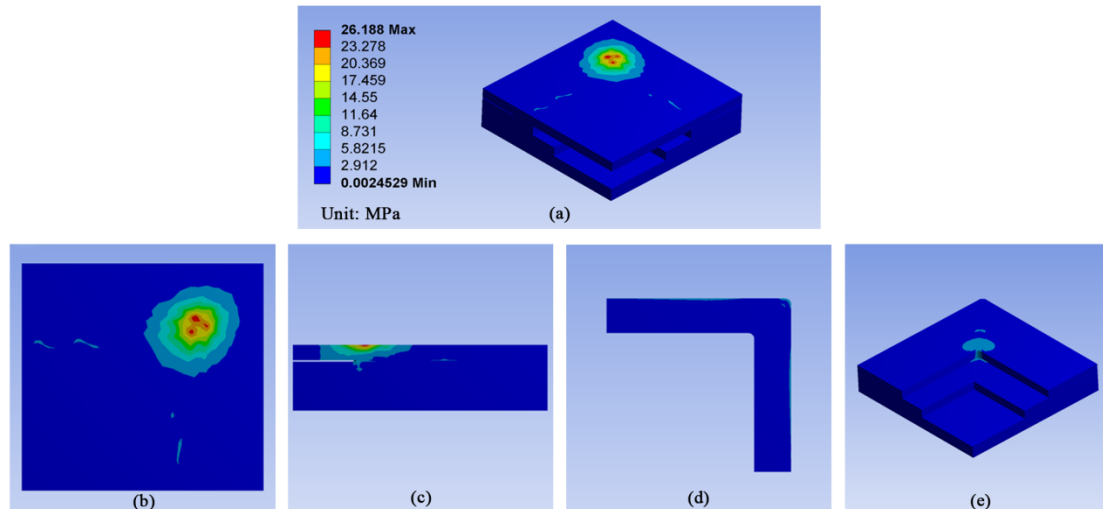 26.188 Max
23.278
20.369
17.459
14.55
11.64
8.731
5.8215
2.912
0.0024529 Min
Unit: MPa
(a)
(b)
(c)
(d)
(e)